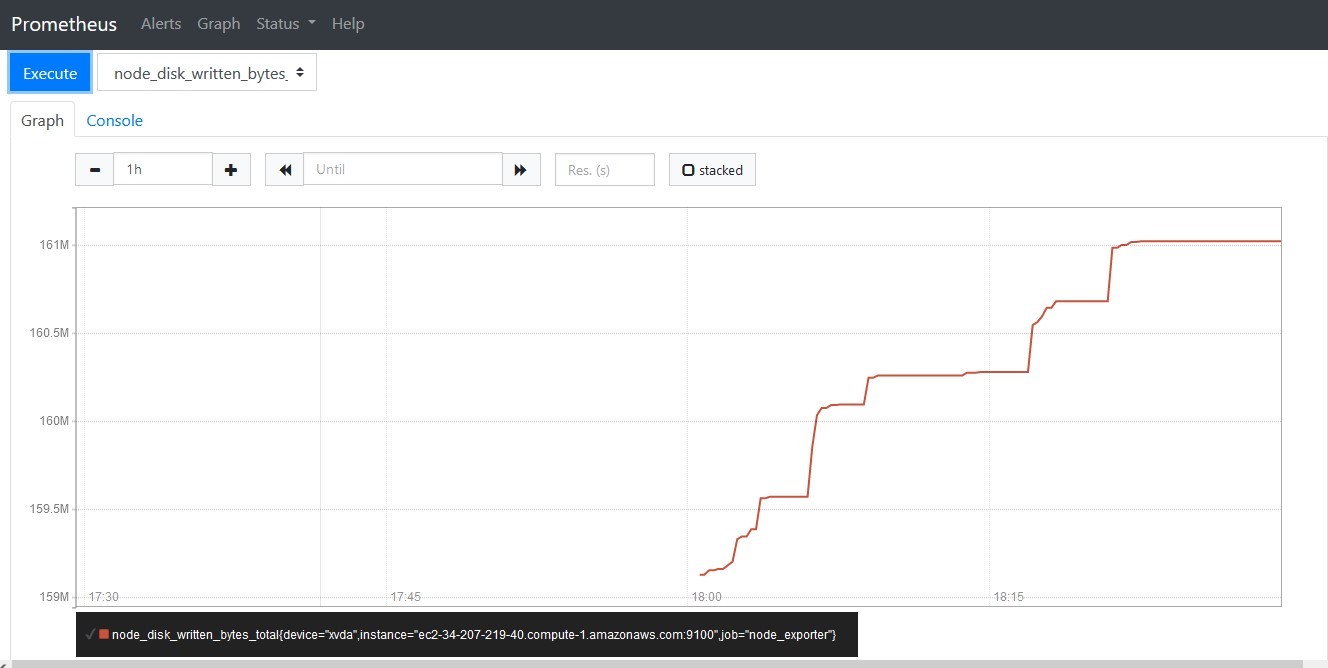 Prometheus Alerts Graph Status Help
Execute node_disk_written_bytes_
Graph Console
1h Until Res. (s) stacked
161M
160.5M
160M
159.5M
159M 17:30 17:45 18:00 18:15
✓ node_disk_written_bytes_total{device="xvda",instance="ec2-34-207-219-40.compute-1.amazonaws.com:9100",job="node_exporter"}